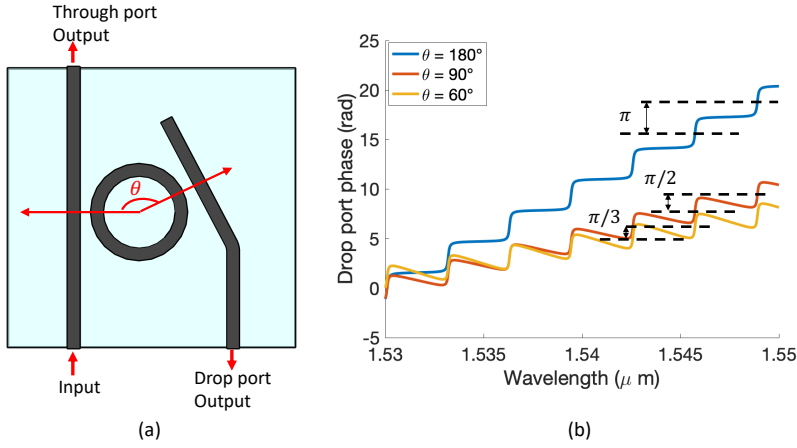 Through port
Output
θ
Input
Drop port
Output
(a)
25
20
15
10
5
0
-5
Drop port phase (rad)
θ = 180°
θ = 90°
θ = 60°
π
π/2
π/3
1.53
1.535
1.54
1.545
1.55
Wavelength (μ m)
(b)